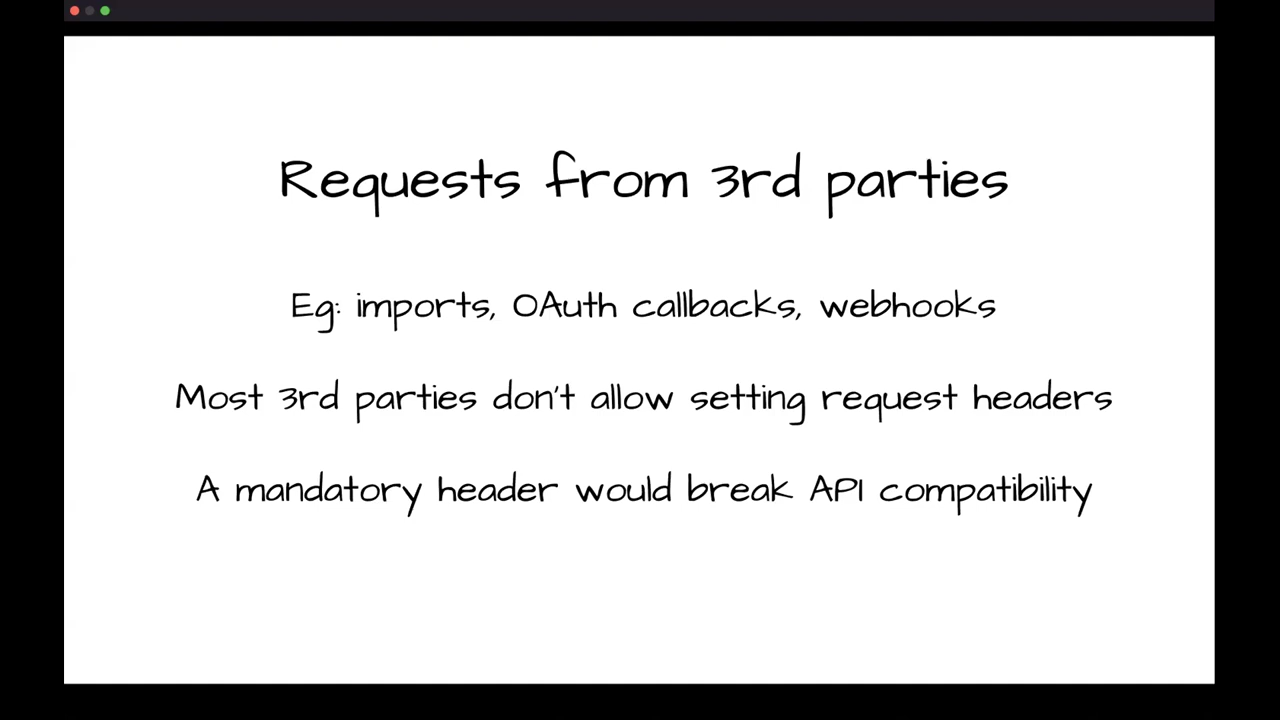 Requests from 3rd parties
Eg: imports, OAuth callbacks, webhooks
Most 3rd parties don't allow setting request headers
A mandatory header would break API compatibility